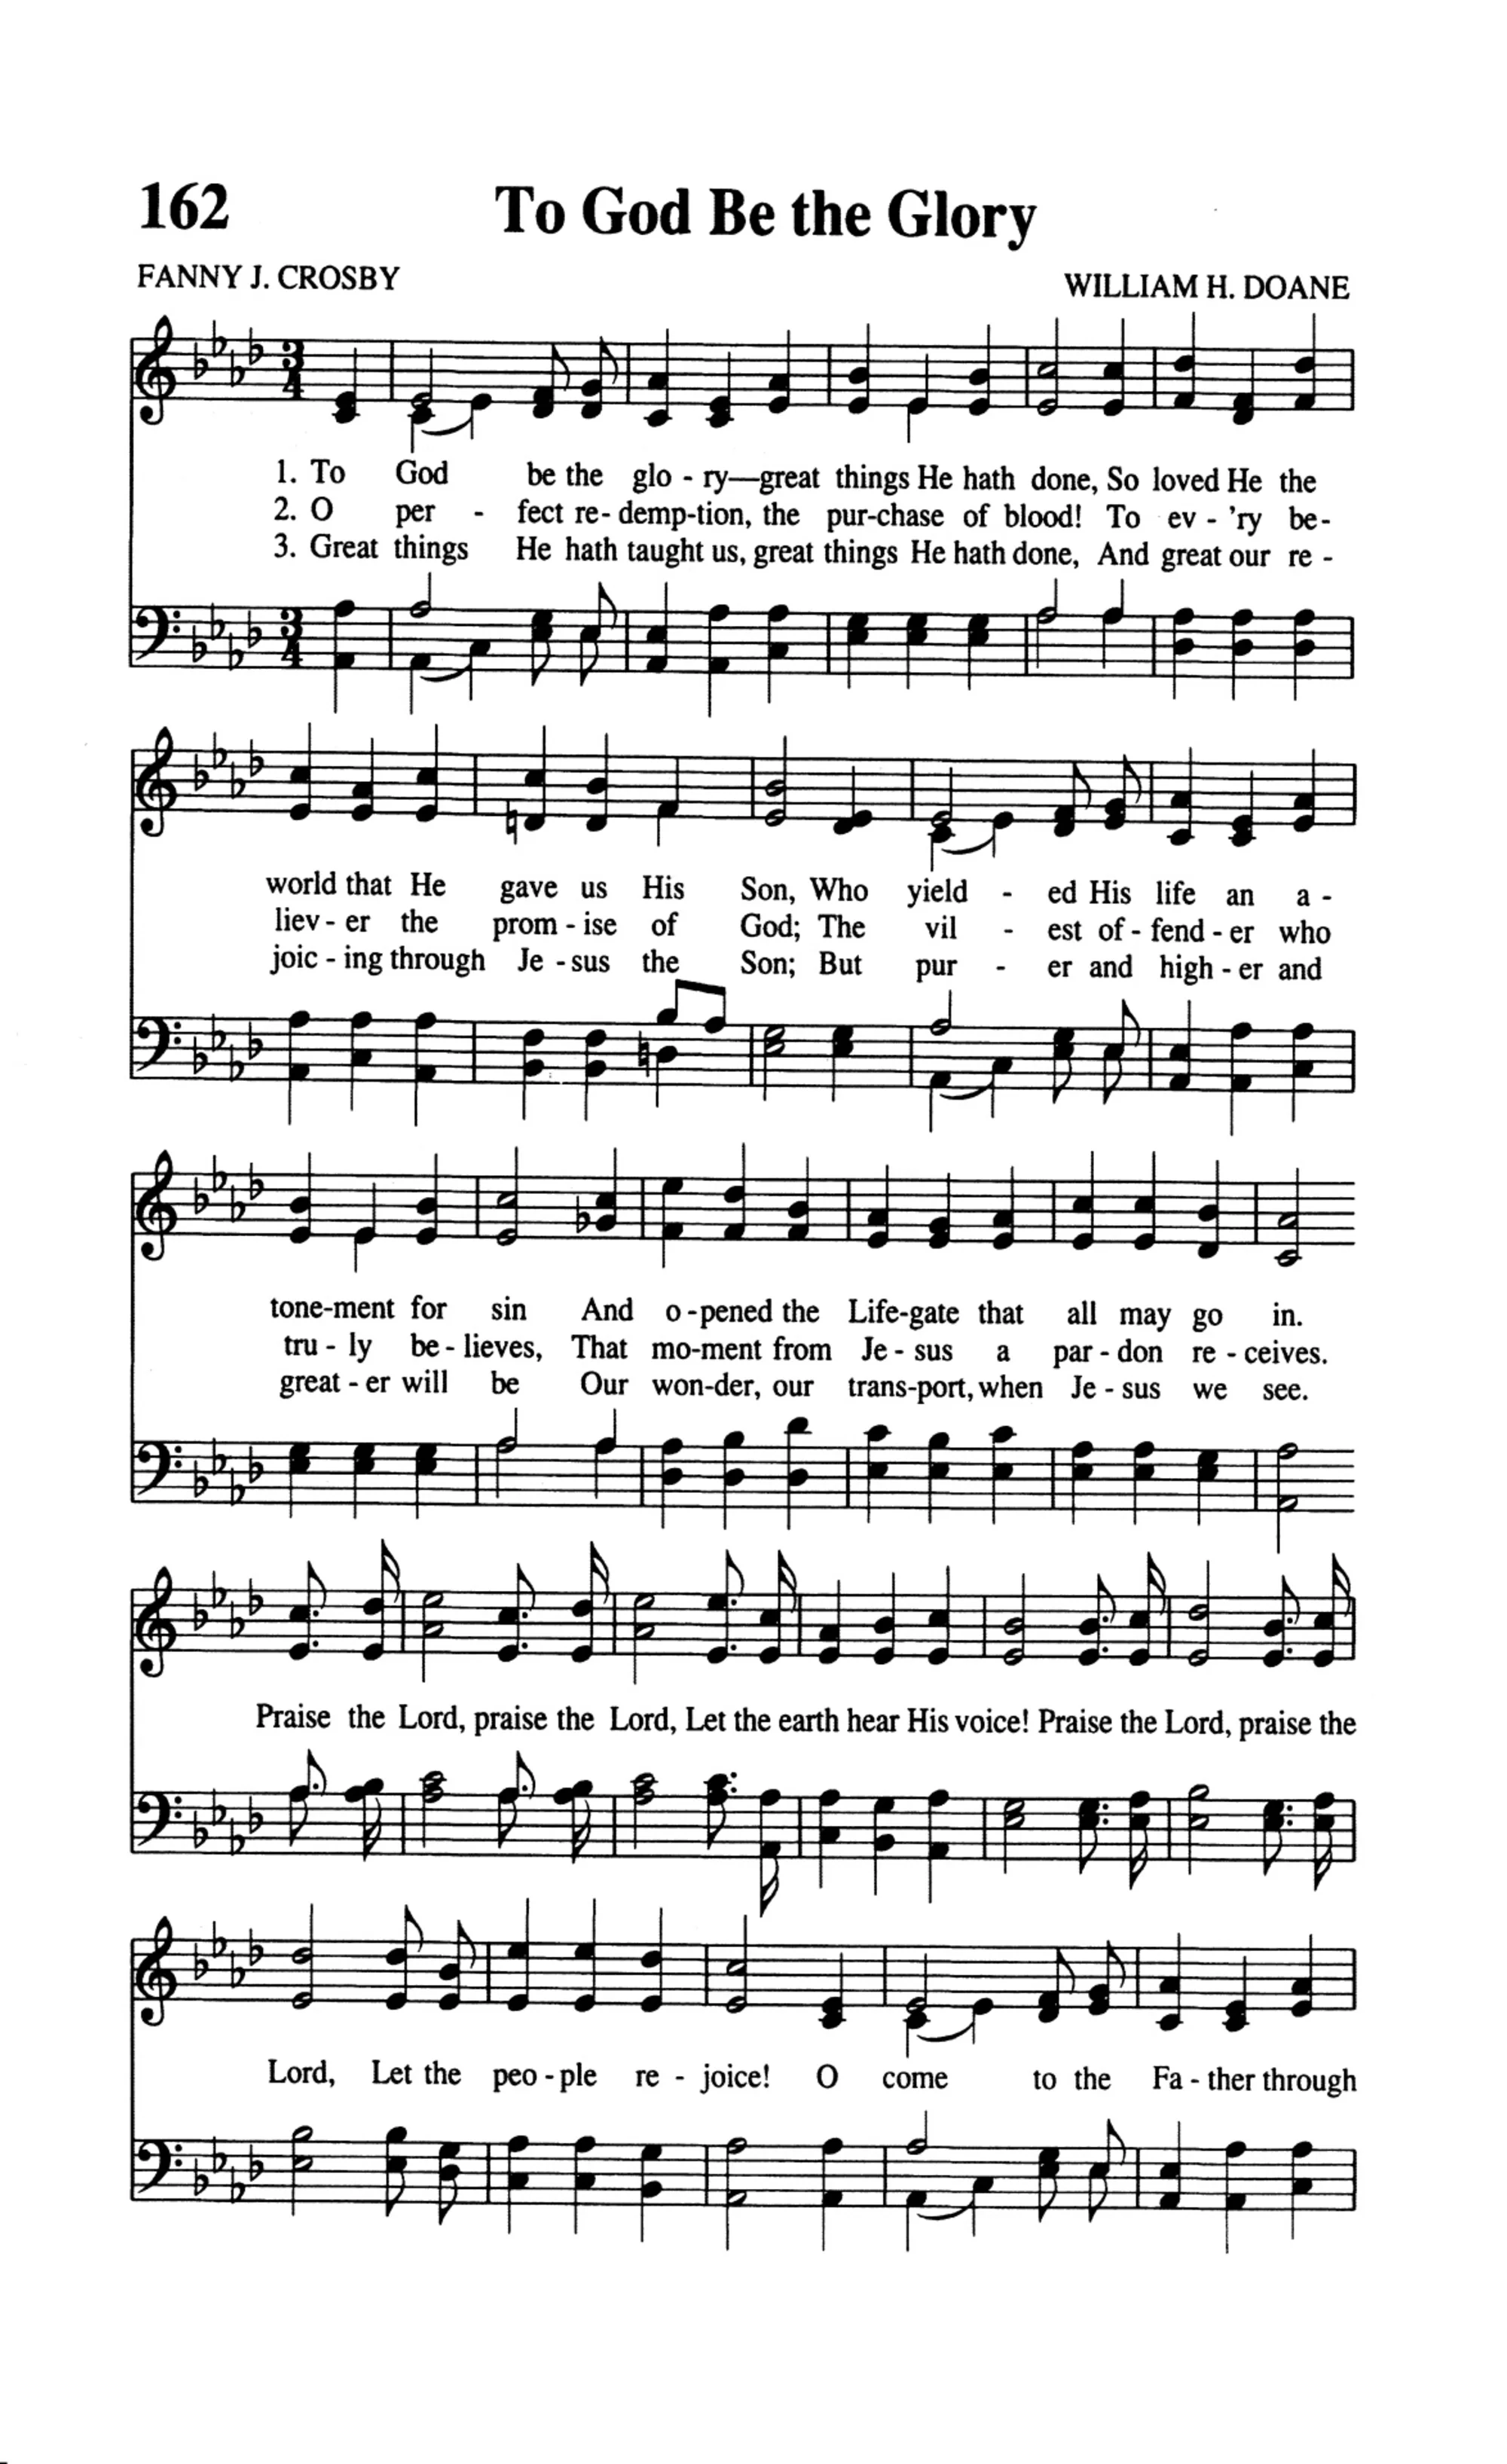 162 To God Be the Glory
FANNY J. CROSBY WILLIAM H. DOANE
3 4
1. To God be the glo - ry—great things He hath done, So loved He the
2. O per - fect re- demp-tion, the pur-chase of blood! To ev - 'ry be-
3. Great things He hath taught us, great things He hath done, And great our re -
3 4
world that He gave us His Son, Who yield - ed His life an a -
liev - er the prom - ise of God; The vil - est of - fend - er who
joic - ing through Je - sus the Son; But pur - er and high - er and
tone-ment for sin And o -pened the Life-gate that all may go in.
tru - ly be - lieves, That mo-ment from Je - sus a par - don re - ceives.
great - er will be Our won-der, our trans-port, when Je - sus we see.
Praise the Lord, praise the Lord, Let the earth hear His voice! Praise the Lord, praise the
Lord, Let the peo - ple re - joice! O come to the Fa - ther through